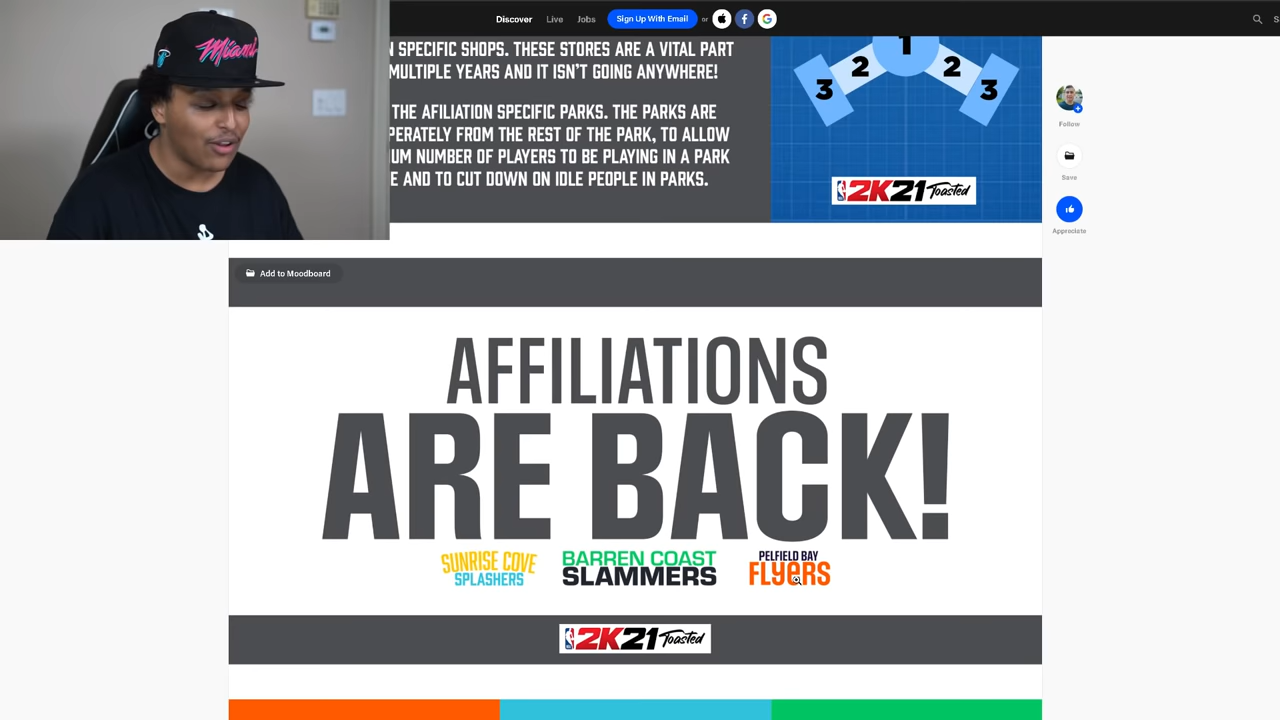 Miami
Discover Live Jobs Sign Up With Email or
SPECIFIC SHOPS. THESE STORES ARE A VITAL PART
MULTIPLE YEARS AND IT ISN'T GOING ANYWHERE!
THE AFILIATION SPECIFIC PARKS. THE PARKS ARE
PERATELY FROM THE REST OF THE PARK, TO ALLOW
UM NUMBER OF PLAYERS TO BE PLAYING IN A PARK
E AND TO CUT DOWN ON IDLE PEOPLE IN PARKS.
1
2 2
3 3
NBA 2K21 Toasted
Follow
Save
Appreciate
Add to Moodboard
AFFILIATIONS
ARE BACK!
SUNRISE COVE
SPLASHERS
BARREN COAST
SLAMMERS
PELFIELD BAY
FLYERS
2K21 Toasted